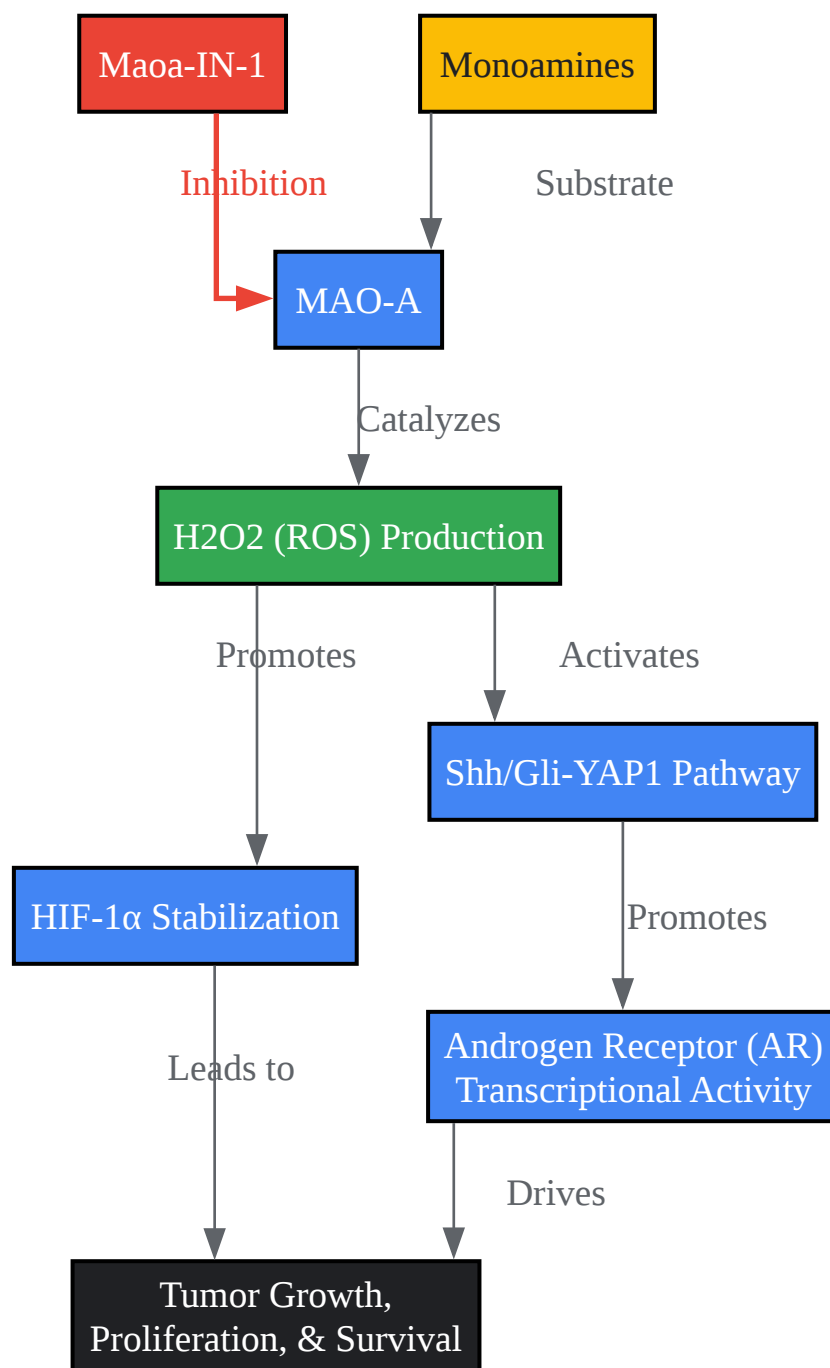 Maoa-IN-1
Monoamines
Inhibition
Substrate
MAO-A
Catalyzes
H2O2 (ROS) Production
Promotes
Activates
Shh/Gli-YAP1 Pathway
HIF-1α Stabilization
Promotes
Androgen Receptor (AR)
Transcriptional Activity
Leads to
Drives
Tumor Growth,
Proliferation, & Survival